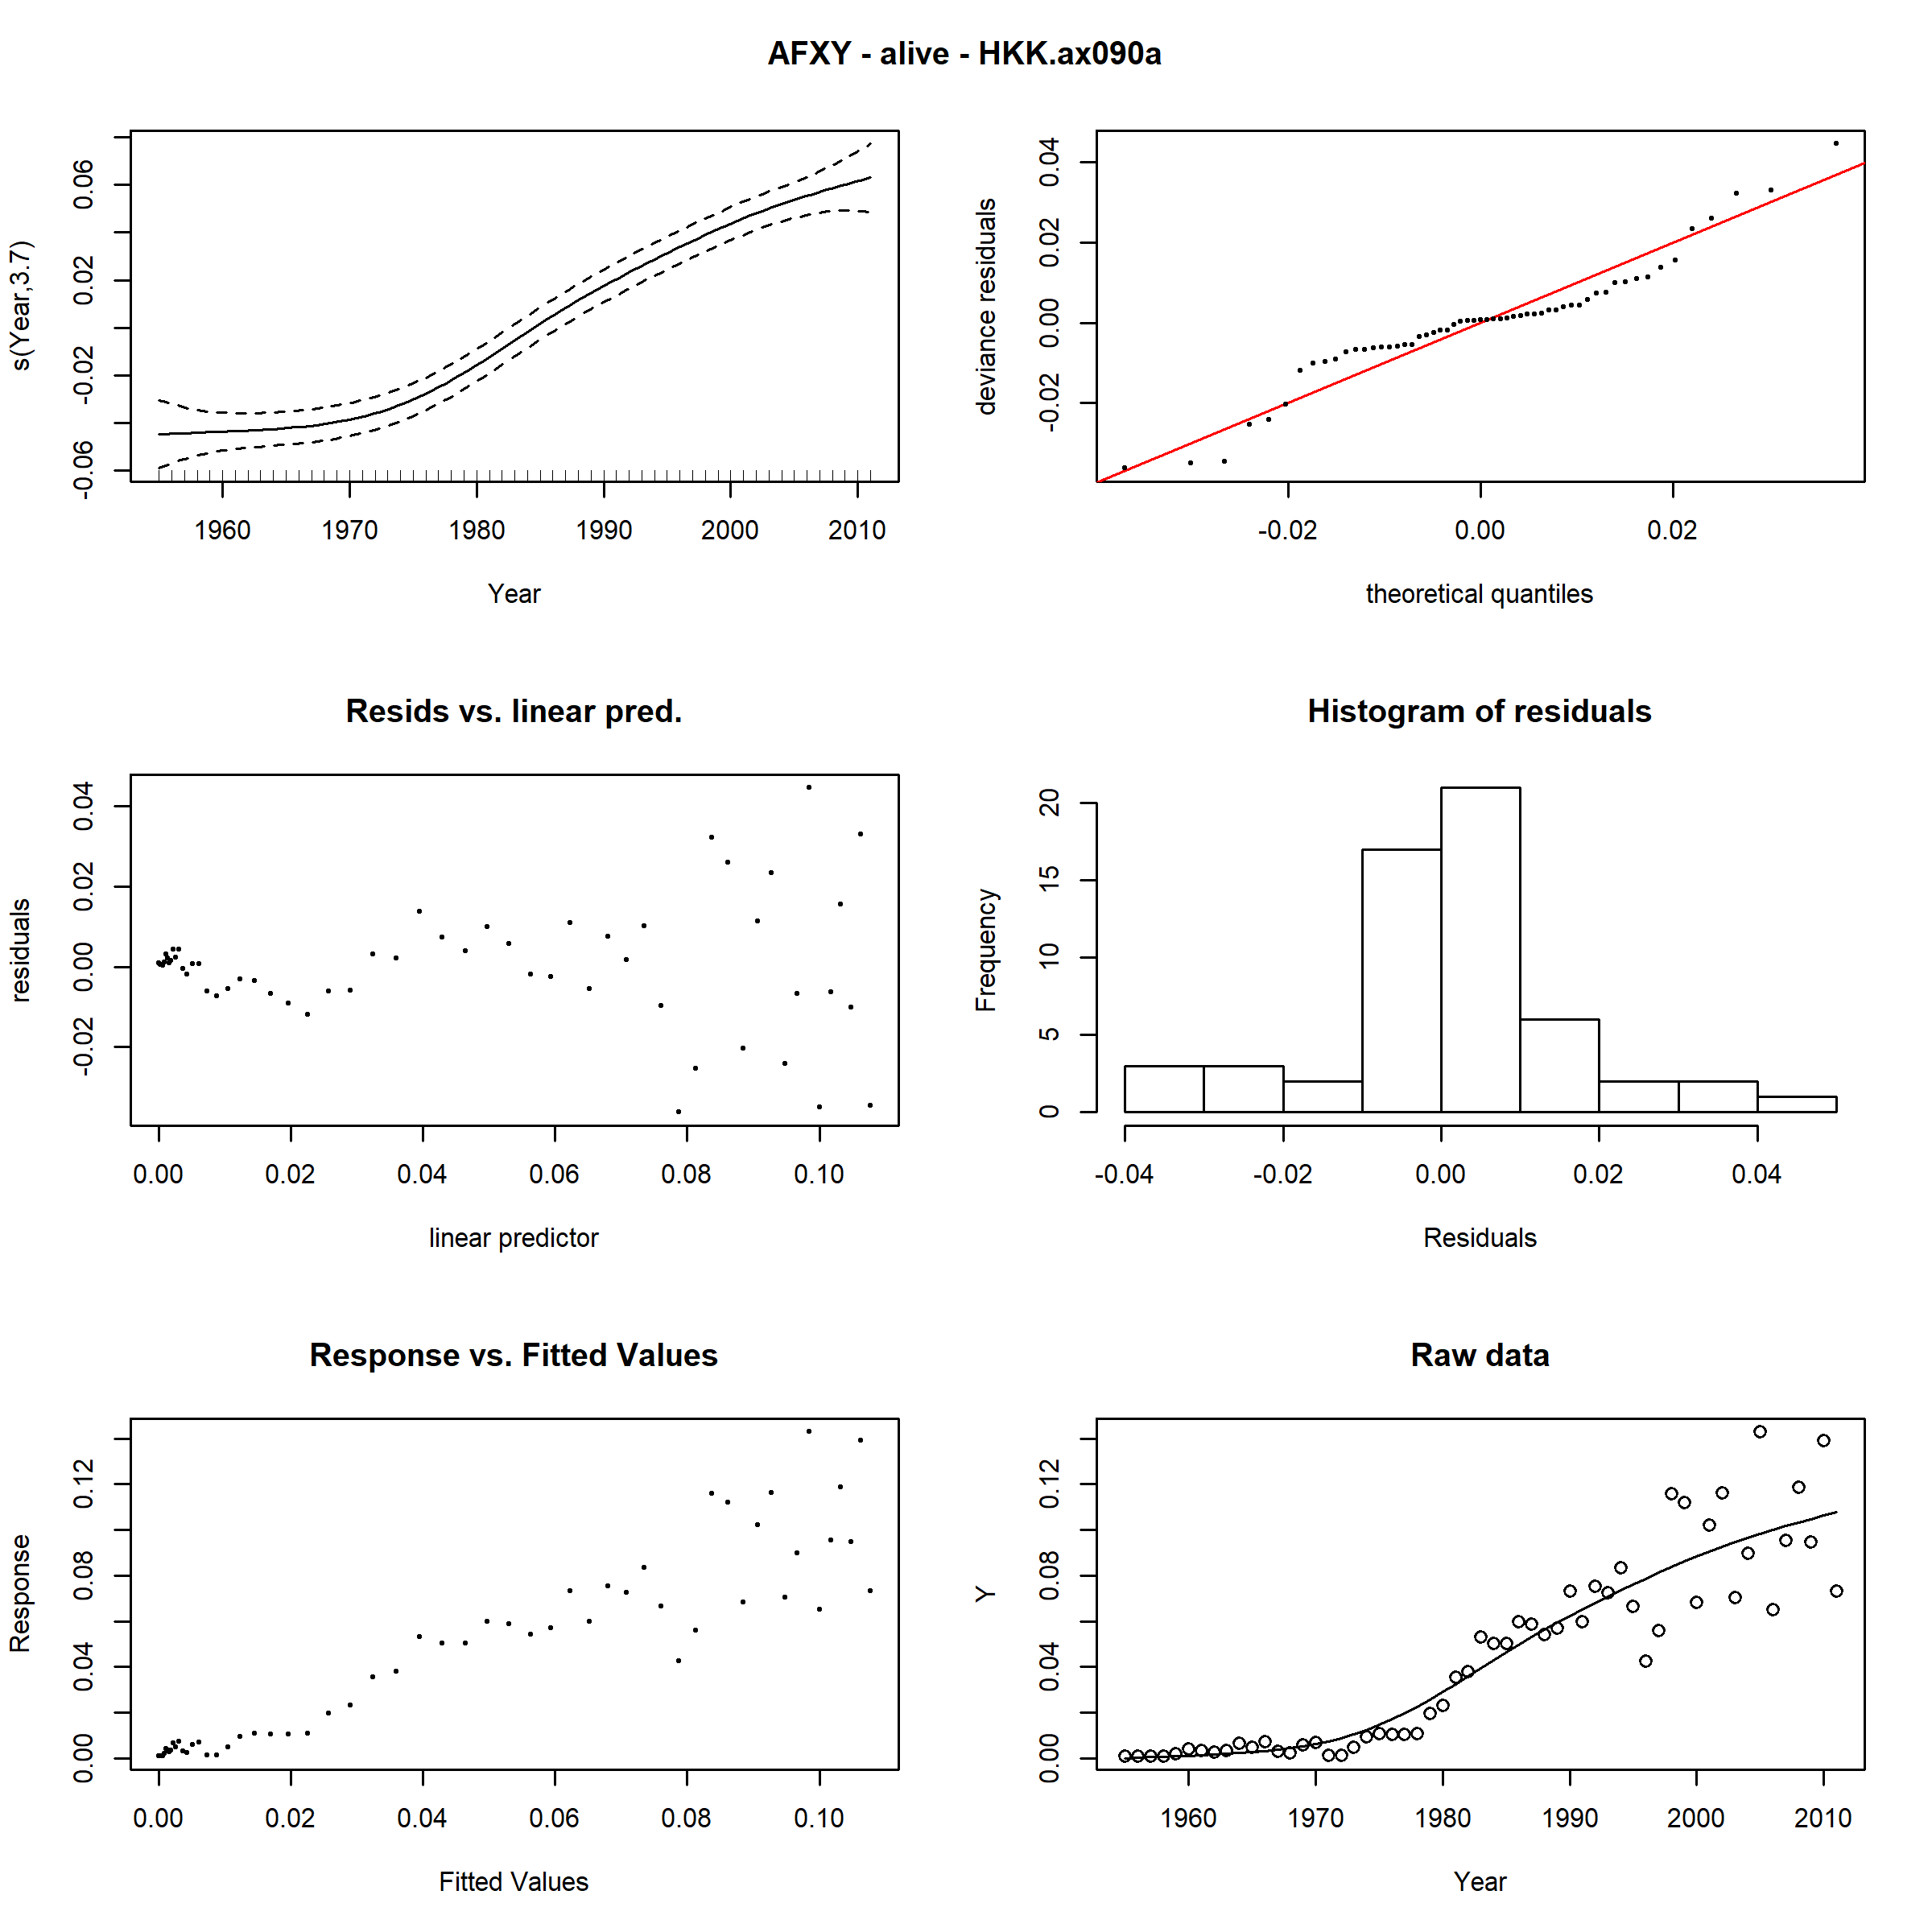 AFXY - alive - HKK.ax090a
s(Year,3.7)
-0.06 -0.02 0.02 0.06
1960 1970 1980 1990 2000 2010
Year
deviance residuals
-0.02 0.00 0.02 0.04
-0.02 0.00 0.02
theoretical quantiles
Resids vs. linear pred.
residuals
-0.02 0.00 0.02 0.04
0.00 0.02 0.04 0.06 0.08 0.10
linear predictor
Histogram of residuals
Frequency
0 5 10 15 20
-0.04 -0.02 0.00 0.02 0.04
Residuals
Response vs. Fitted Values
Response
0.00 0.04 0.08 0.12
0.00 0.02 0.04 0.06 0.08 0.10
Fitted Values
Raw data
Y
0.00 0.04 0.08 0.12
1960 1970 1980 1990 2000 2010
Year